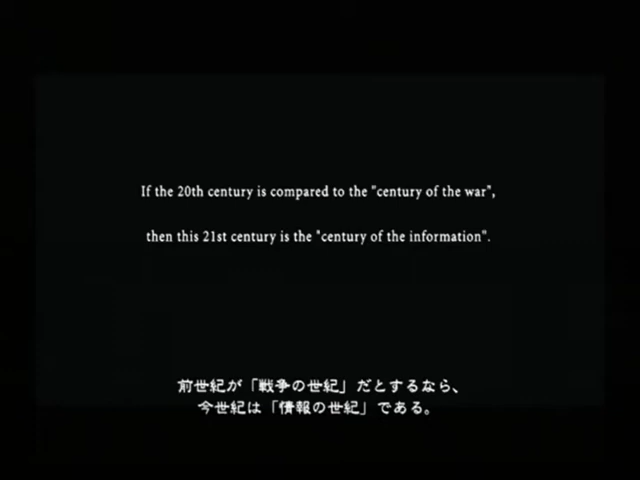 If the 20th century is compared to the "century of the war",
then this 21st century is the "century of the information".
前世紀が「戦争の世紀」だとするなら、
今世紀は「情報の世紀」である。